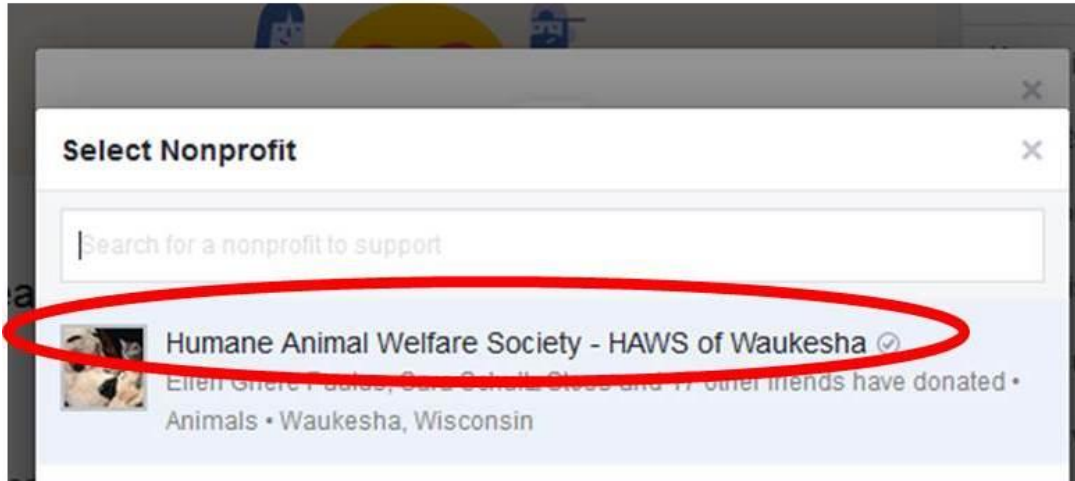 Select Nonprofit
Search for a nonprofit to support
Humane Animal Welfare Society - HAWS of Waukesha
and 17 other friends have donated •
Animals • Waukesha, Wisconsin